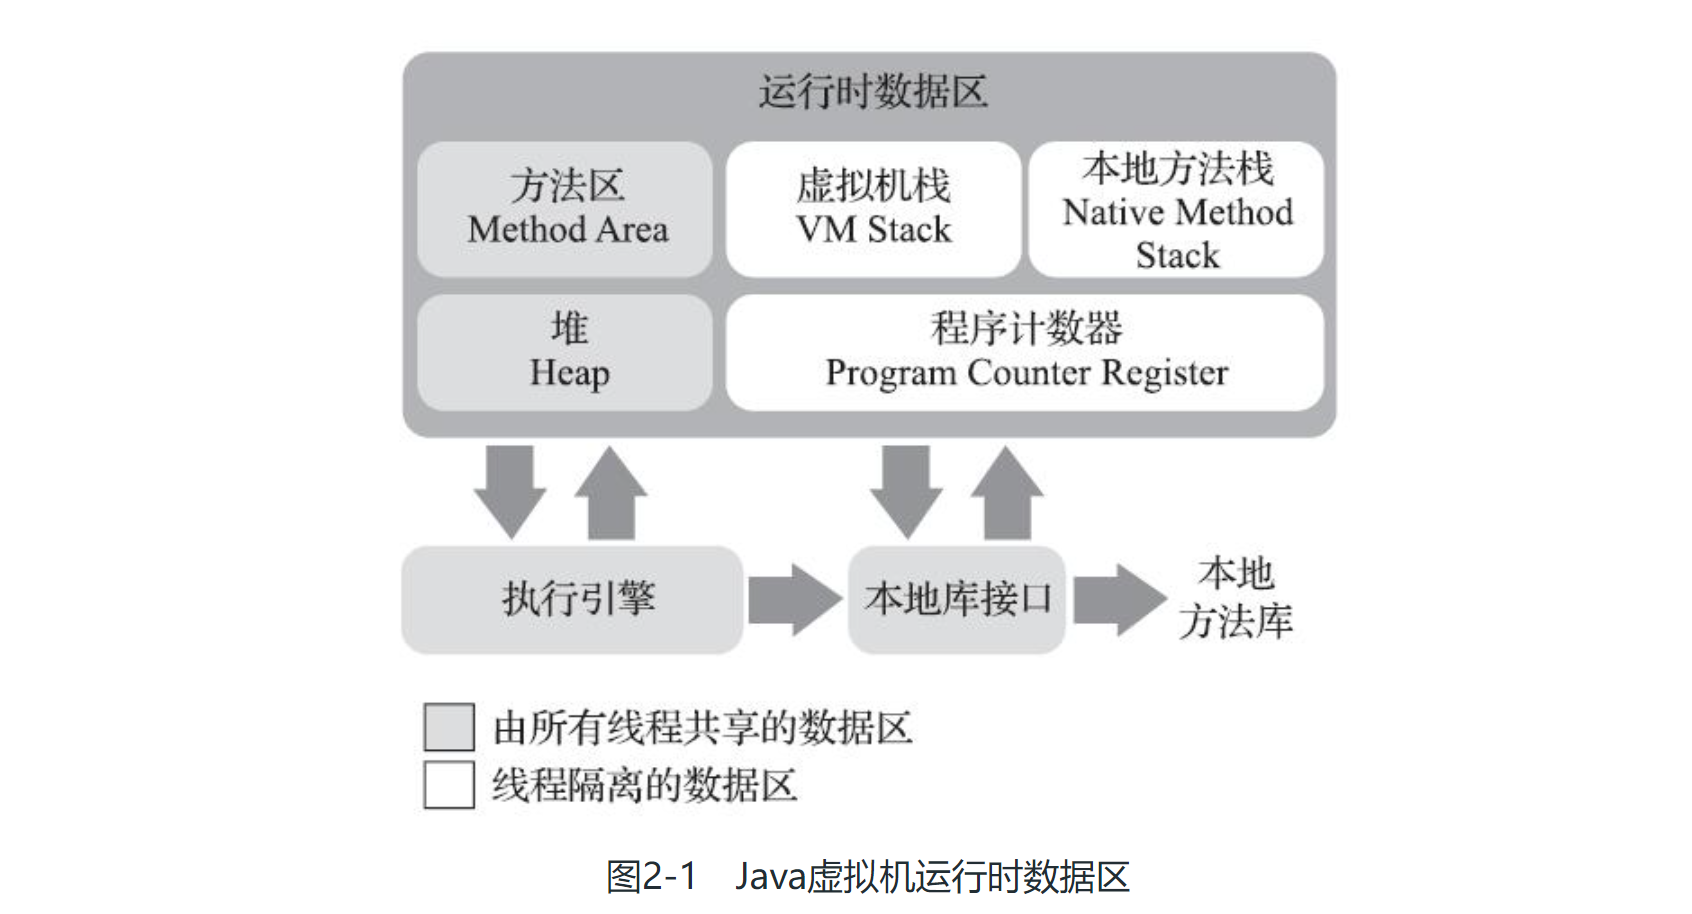 运行时数据区
方法区
Method Area
虚拟机栈
VM Stack
本地方法栈
Native Method
Stack
堆
Heap
程序计数器
Program Counter Register
执行引擎
本地库接口
本地
方法库
由所有线程共享的数据区
线程隔离的数据区
图2-1 Java虚拟机运行时数据区